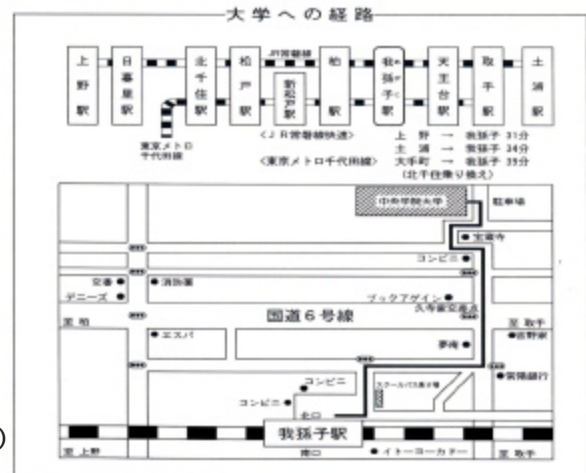 大学への経路
JR常磐線
上野駅
日暮里駅
北千住駅
松戸駅
新松戸駅
柏駅
我孫子駅
天王台駅
取手駅
土浦駅
東京メトロ
千代田線
<JR常磐線快速>
上野 → 我孫子 31分
土浦 → 我孫子 34分
<東京メトロ千代田線>
大手町 → 我孫子 39分
(北千住乗り換え)
中央学院大学
駐車場
宝蔵寺
コンビニ
交番
消防署
デニーズ
ブックアゲイン
久寺家交差点
国道6号線
至 柏
至 取手
エスパ
夢庵
吉野家
常陽銀行
コンビニ
コンビニ
北口
我孫子駅
至 上野
南口
イトーヨーカドー
至 取手